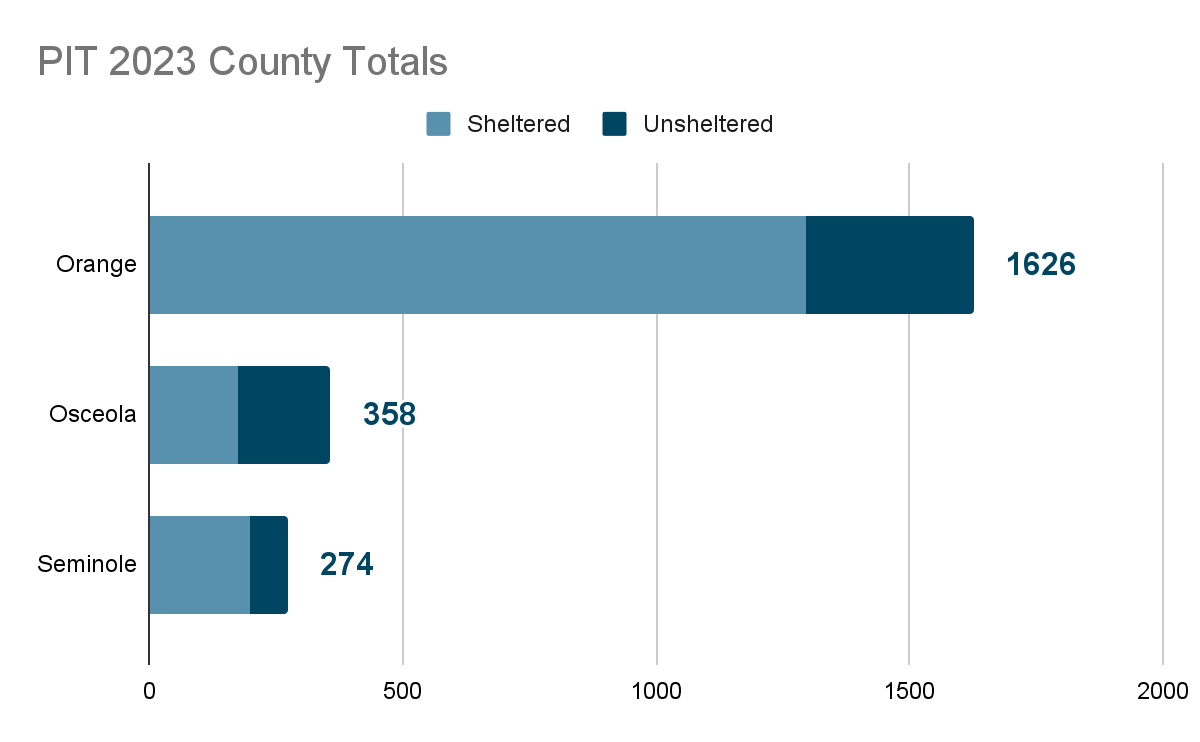 PIT 2023 County Totals
Sheltered Unsheltered
Orange 1626
Osceola 358
Seminole 274
0 500 1000 1500 2000